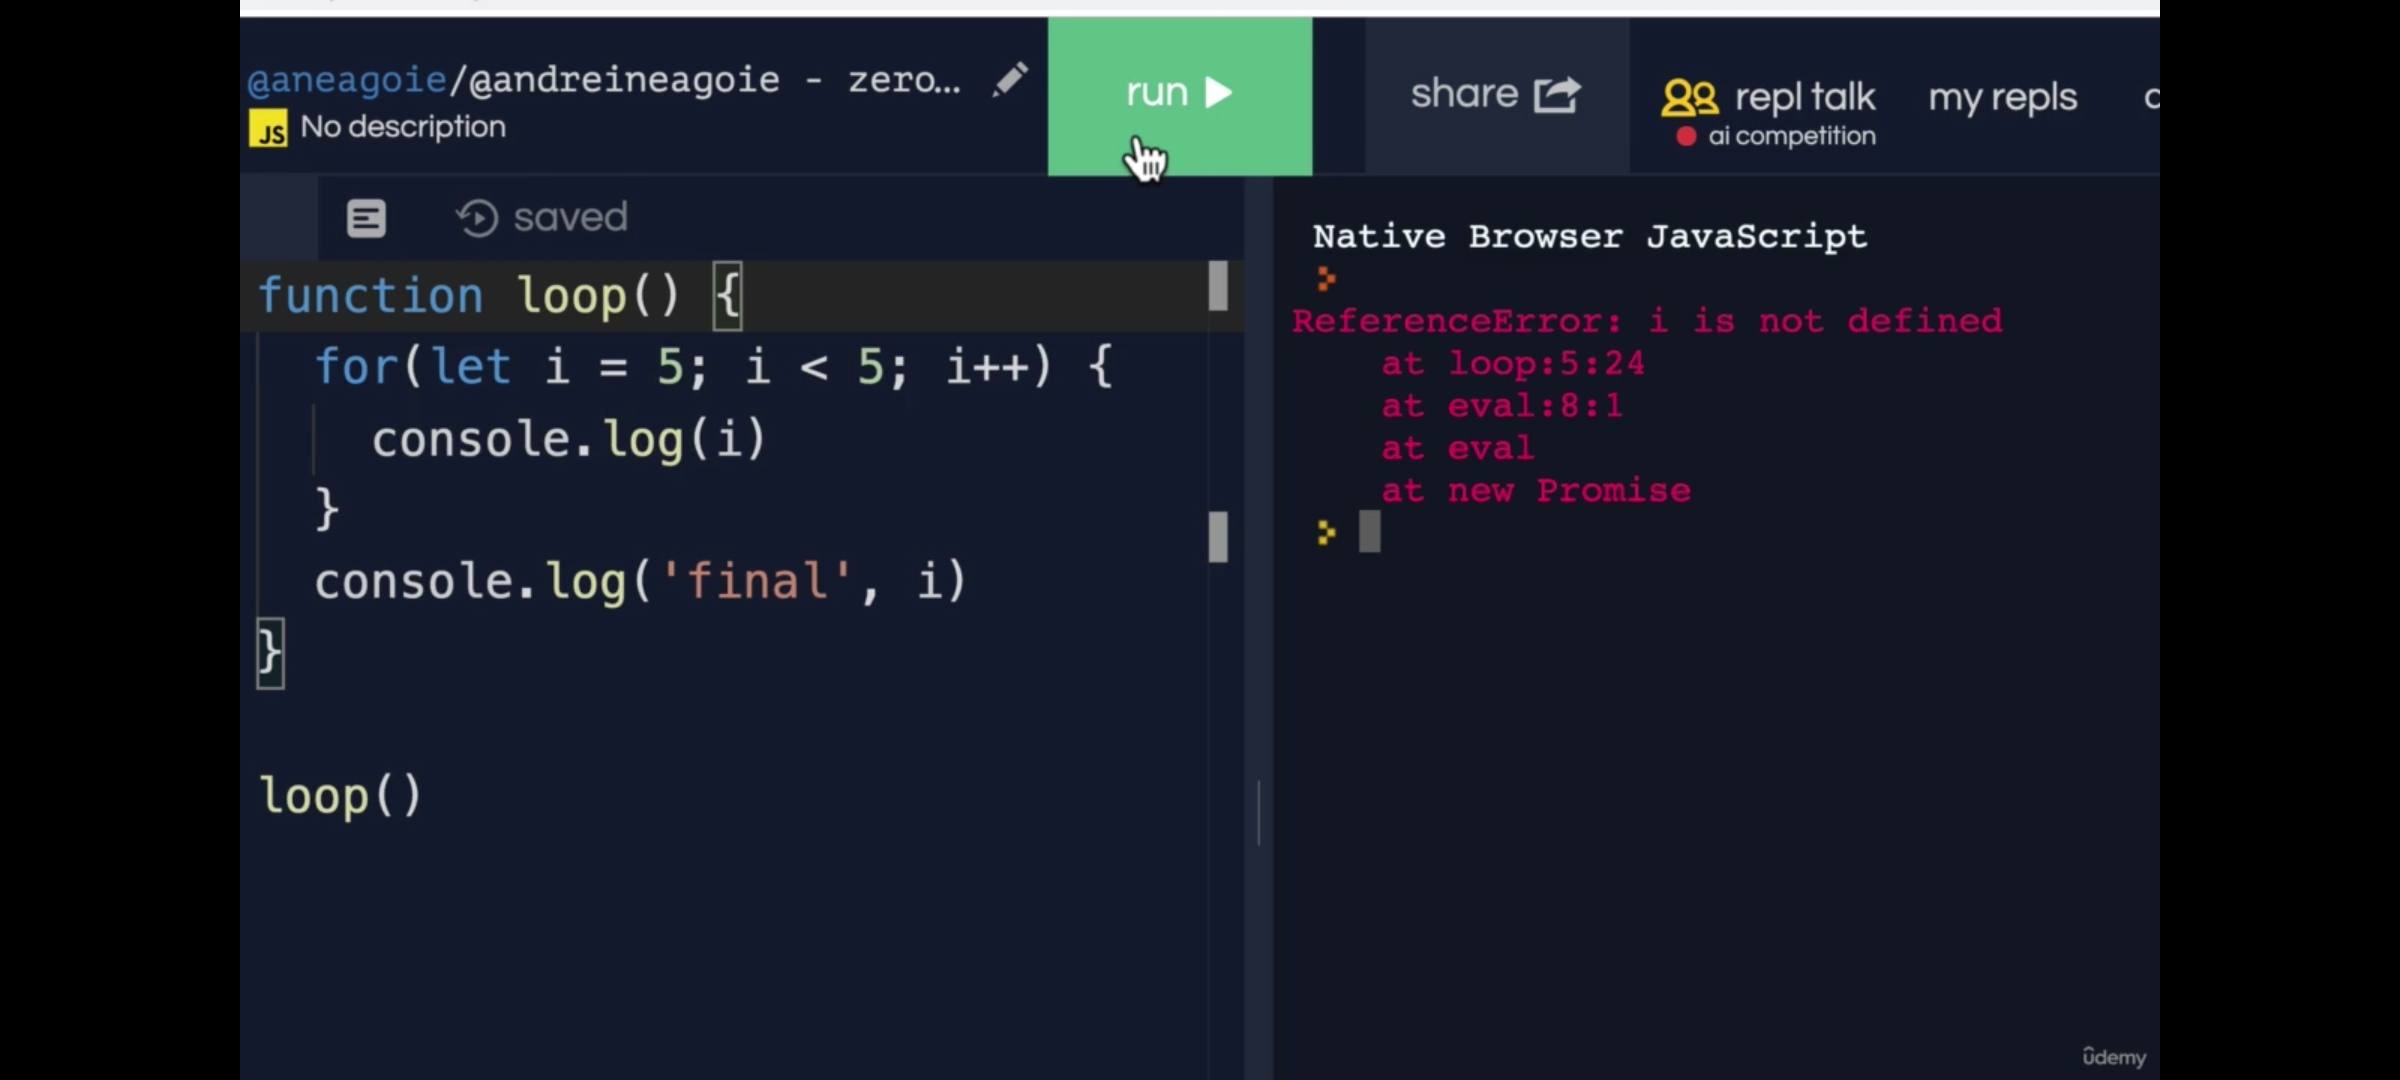 @aneagoie/@andreineagoie - zero...
JS No description
run
share
repl talk
ai competition
my repls
saved
function loop() {
  for(let i = 5; i < 5; i++) {
    console.log(i)
  }
  console.log('final', i)
}
loop()
Native Browser JavaScript
ReferenceError: i is not defined
    at loop:5:24
    at eval:8:1
    at eval
    at new Promise
ûdemy